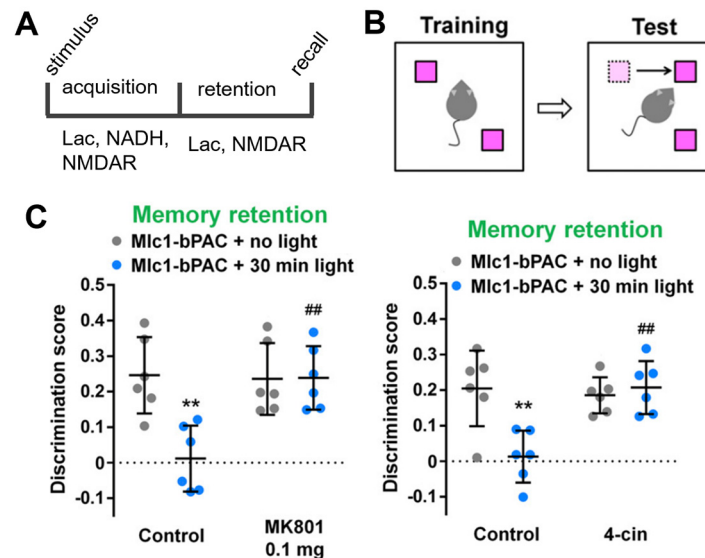 A
stimulus
acquisition
retention
recall
Lac, NADH,
NMDAR
Lac, NMDAR
B
Training
Test
C
Memory retention
Mlc1-bPAC + no light
Mlc1-bPAC + 30 min light
Discrimination score
0.5
0.4
0.3
0.2
0.1
0
-0.1
**
##
Control
MK801
0.1 mg
Memory retention
Mlc1-bPAC + no light
Mlc1-bPAC + 30 min light
Discrimination score
0.5
0.4
0.3
0.2
0.1
0
-0.1
**
##
Control
4-cin